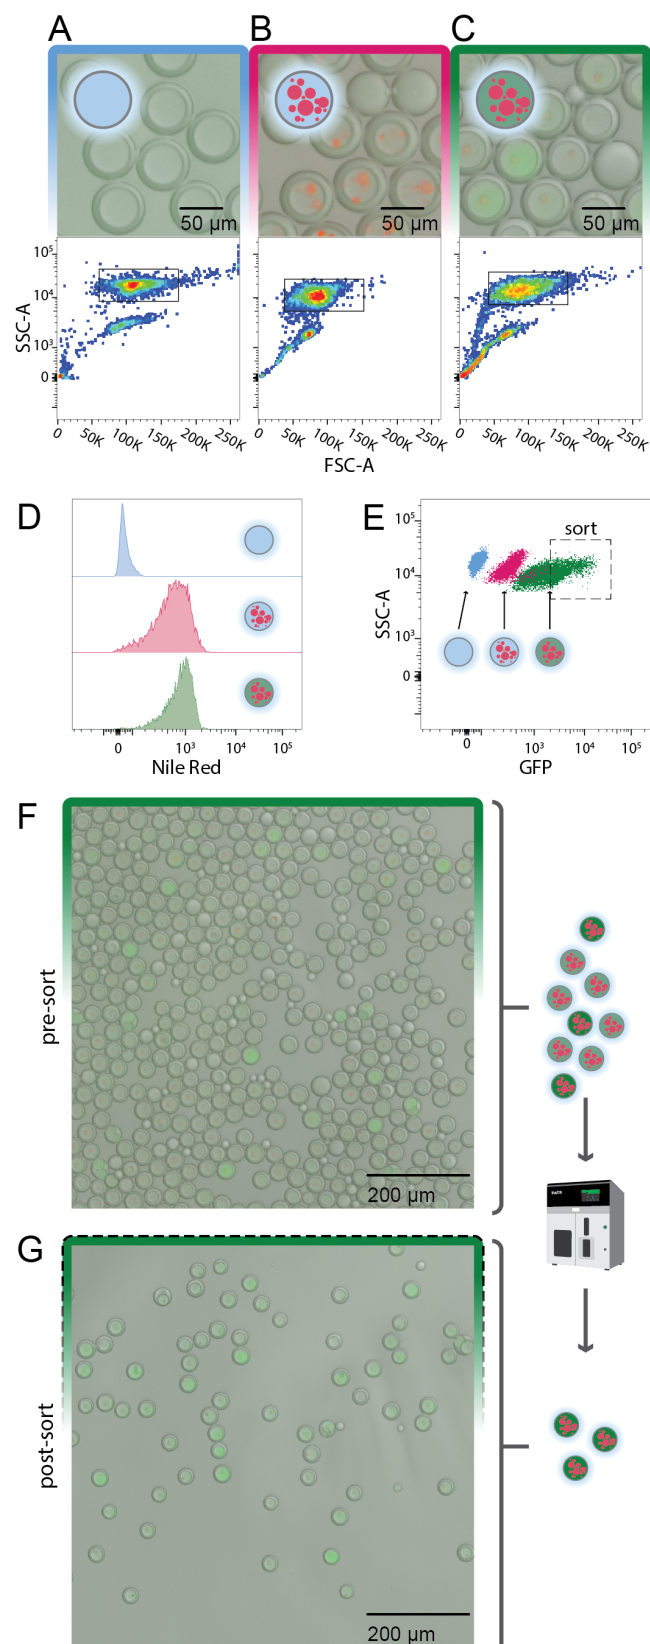 A B C
50 µm 50 µm 50 µm
SSC-A
10⁵
10⁴
10³
0
0 50K 100K 150K 200K 250K 0 50K 100K 150K 200K 250K 0 50K 100K 150K 200K 250K
FSC-A
D
0 10³ 10⁴ 10⁵
Nile Red
E
sort
SSC-A
10⁵
10⁴
10³
0
0 10³ 10⁴ 10⁵
GFP
F
pre-sort
200 µm
G
post-sort
200 µm